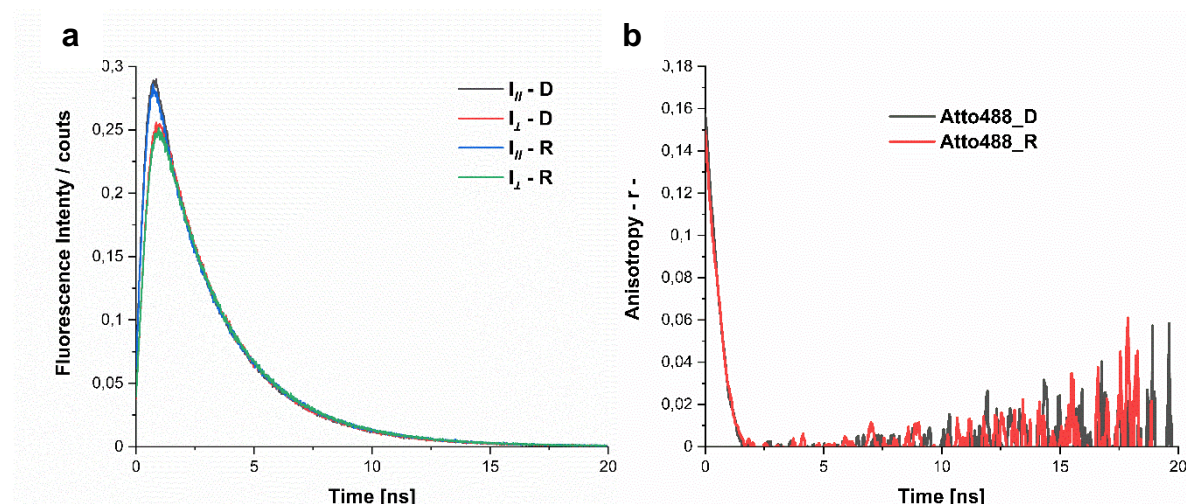 a
0,3
0,25
0,2
0,15
0,1
0,05
0
0
5
10
15
20
Fluorescence Intenty / couts
Time [ns]
I// - D
I⊥ - D
I// - R
I⊥ - R
b
0,18
0,16
0,14
0,12
0,1
0,08
0,06
0,04
0,02
0
0
5
10
15
20
Anisotropy - r -
Time [ns]
Atto488_D
Atto488_R